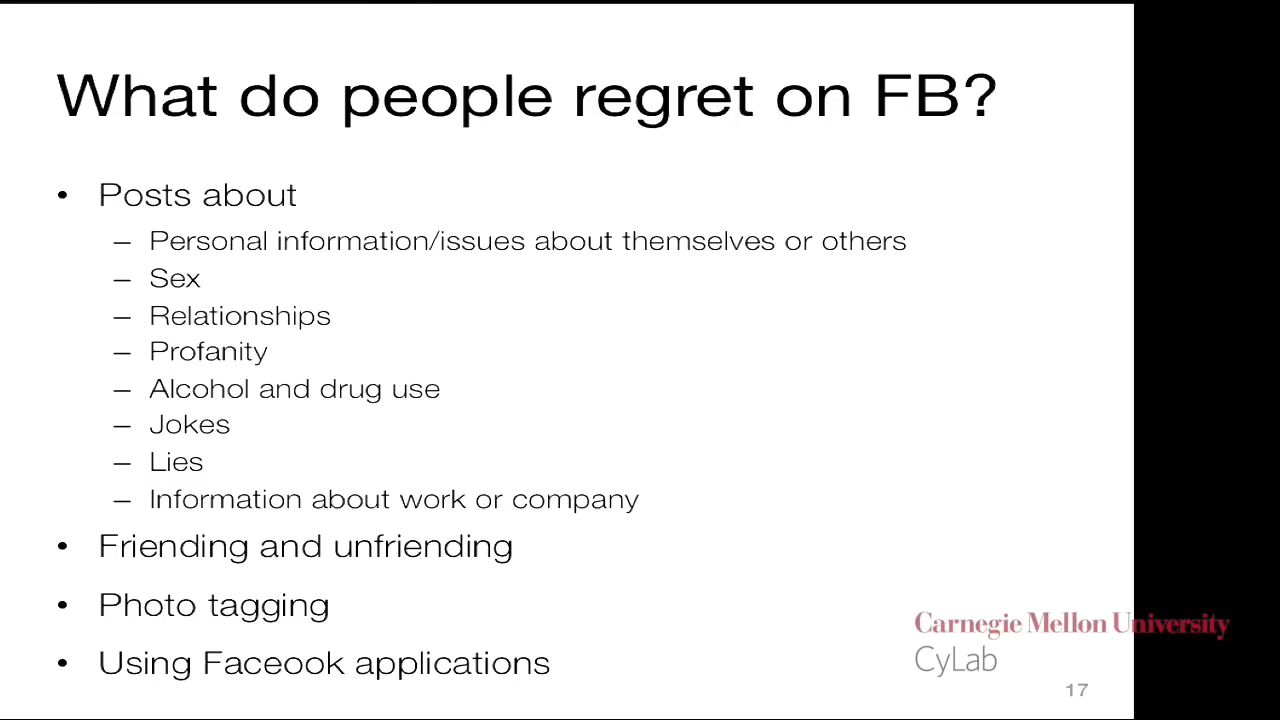 What do people regret on FB?
• Posts about
– Personal information/issues about themselves or others
– Sex
– Relationships
– Profanity
– Alcohol and drug use
– Jokes
– Lies
– Information about work or company
• Friending and unfriending
• Photo tagging
• Using Faceook applications
Carnegie Mellon University
CyLab
17